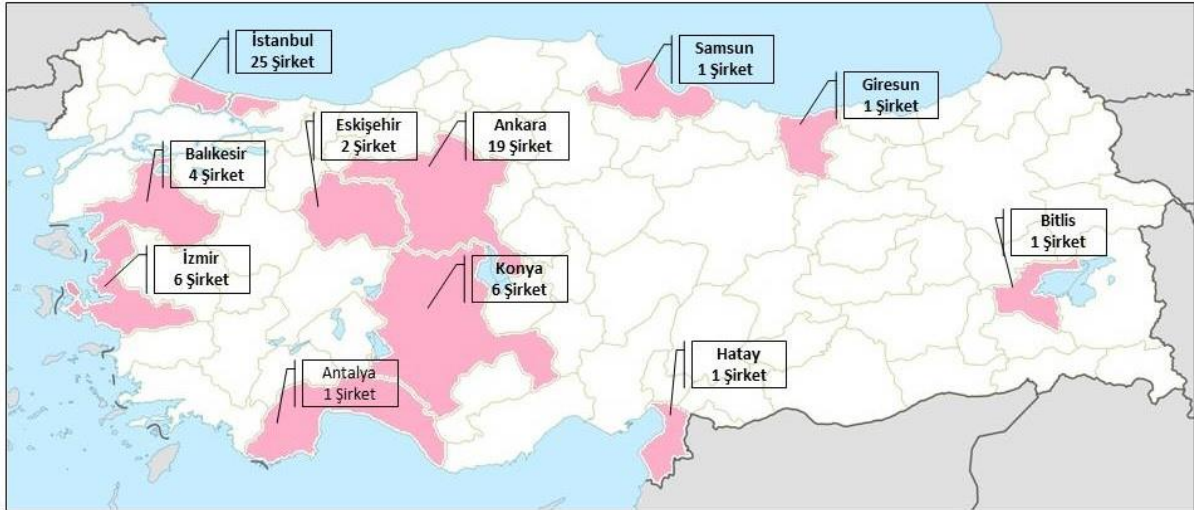 İstanbul
25 Şirket
Samsun
1 Şirket
Giresun
1 Şirket
Eskişehir
2 Şirket
Ankara
19 Şirket
Balıkesir
4 Şirket
Bitlis
1 Şirket
İzmir
6 Şirket
Konya
6 Şirket
Hatay
1 Şirket
Antalya
1 Şirket